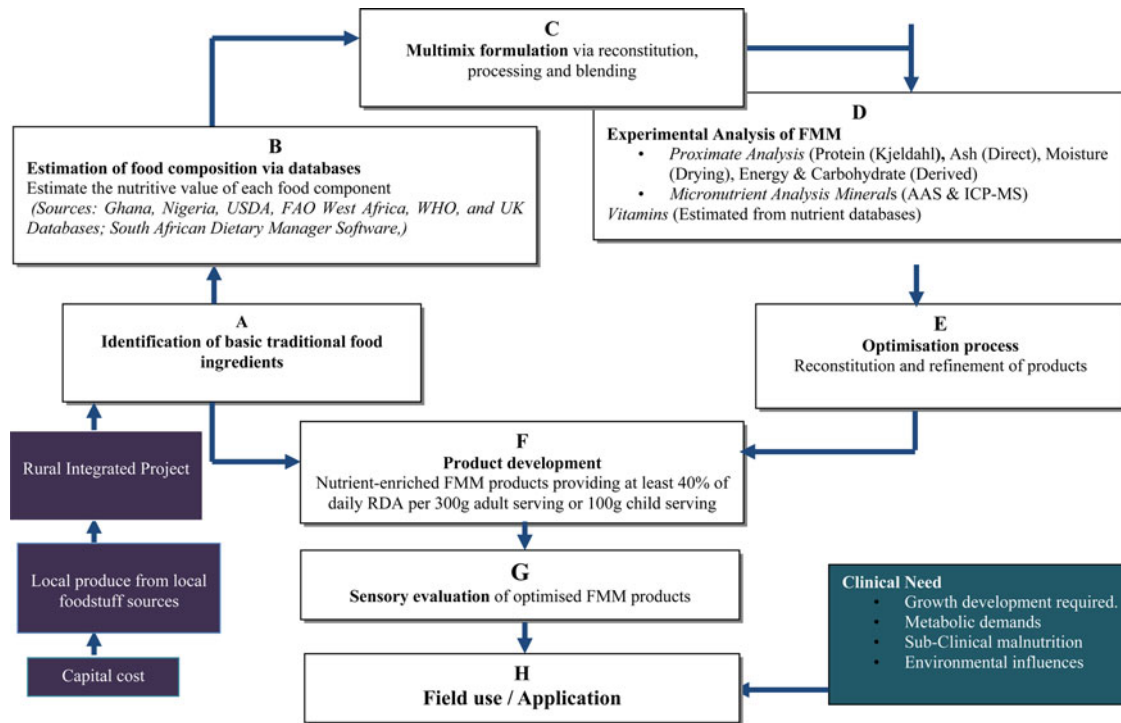 C
Multimix formulation via reconstitution,
processing and blending
D
Experimental Analysis of FMM
• Proximate Analysis (Protein (Kjeldahl), Ash (Direct), Moisture
(Drying), Energy & Carbohydrate (Derived)
• Micronutrient Analysis Minerals (AAS & ICP-MS)
Vitamins (Estimated from nutrient databases)
B
Estimation of food composition via databases
Estimate the nutritive value of each food component
(Sources: Ghana, Nigeria, USDA, FAO West Africa, WHO, and UK
Databases; South African Dietary Manager Software,)
A
Identification of basic traditional food
ingredients
E
Optimisation process
Reconstitution and refinement of products
Rural Integrated Project
F
Product development
Nutrient-enriched FMM products providing at least 40% of
daily RDA per 300g adult serving or 100g child serving
Local produce from local
foodstuff sources
G
Sensory evaluation of optimised FMM products
Clinical Need
• Growth development required.
• Metabolic demands
• Sub-Clinical malnutrition
• Environmental influences
Capital cost
H
Field use / Application